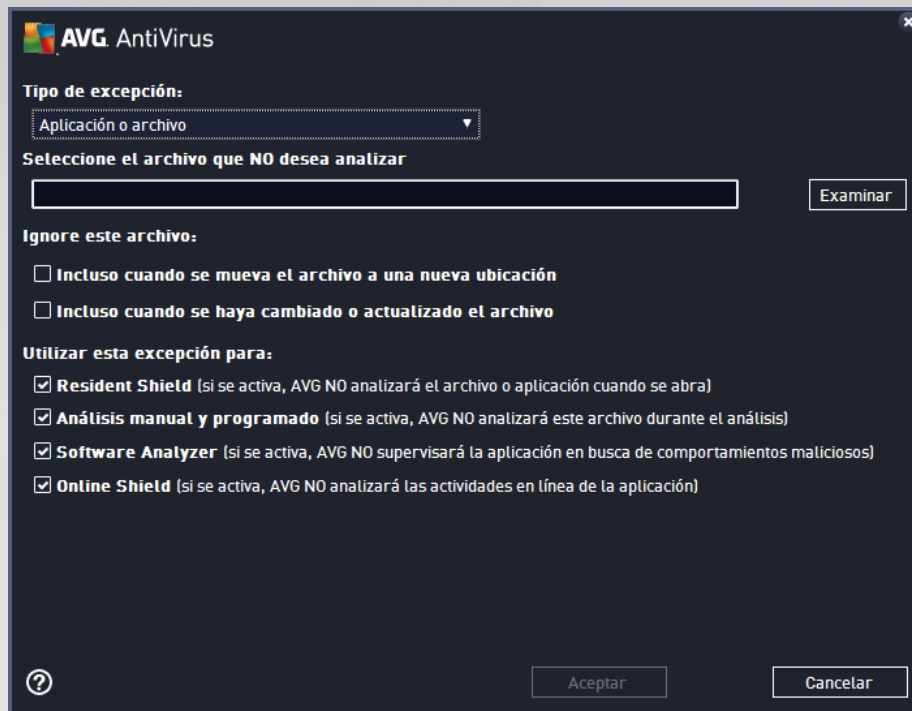 AVG. AntiVirus
Tipo de excepción:
Aplicación o archivo
Seleccione el archivo que NO desea analizar
Examinar
Ignore este archivo:
Incluso cuando se mueva el archivo a una nueva ubicación
Incluso cuando se haya cambiado o actualizado el archivo
Utilizar esta excepción para:
Resident Shield (si se activa, AVG NO analizará el archivo o aplicación cuando se abra)
Análisis manual y programado (si se activa, AVG NO analizará este archivo durante el análisis)
Software Analyzer (si se activa, AVG NO supervisará la aplicación en busca de comportamientos maliciosos)
Online Shield (si se activa, AVG NO analizará las actividades en línea de la aplicación)
?
Aceptar
Cancelar